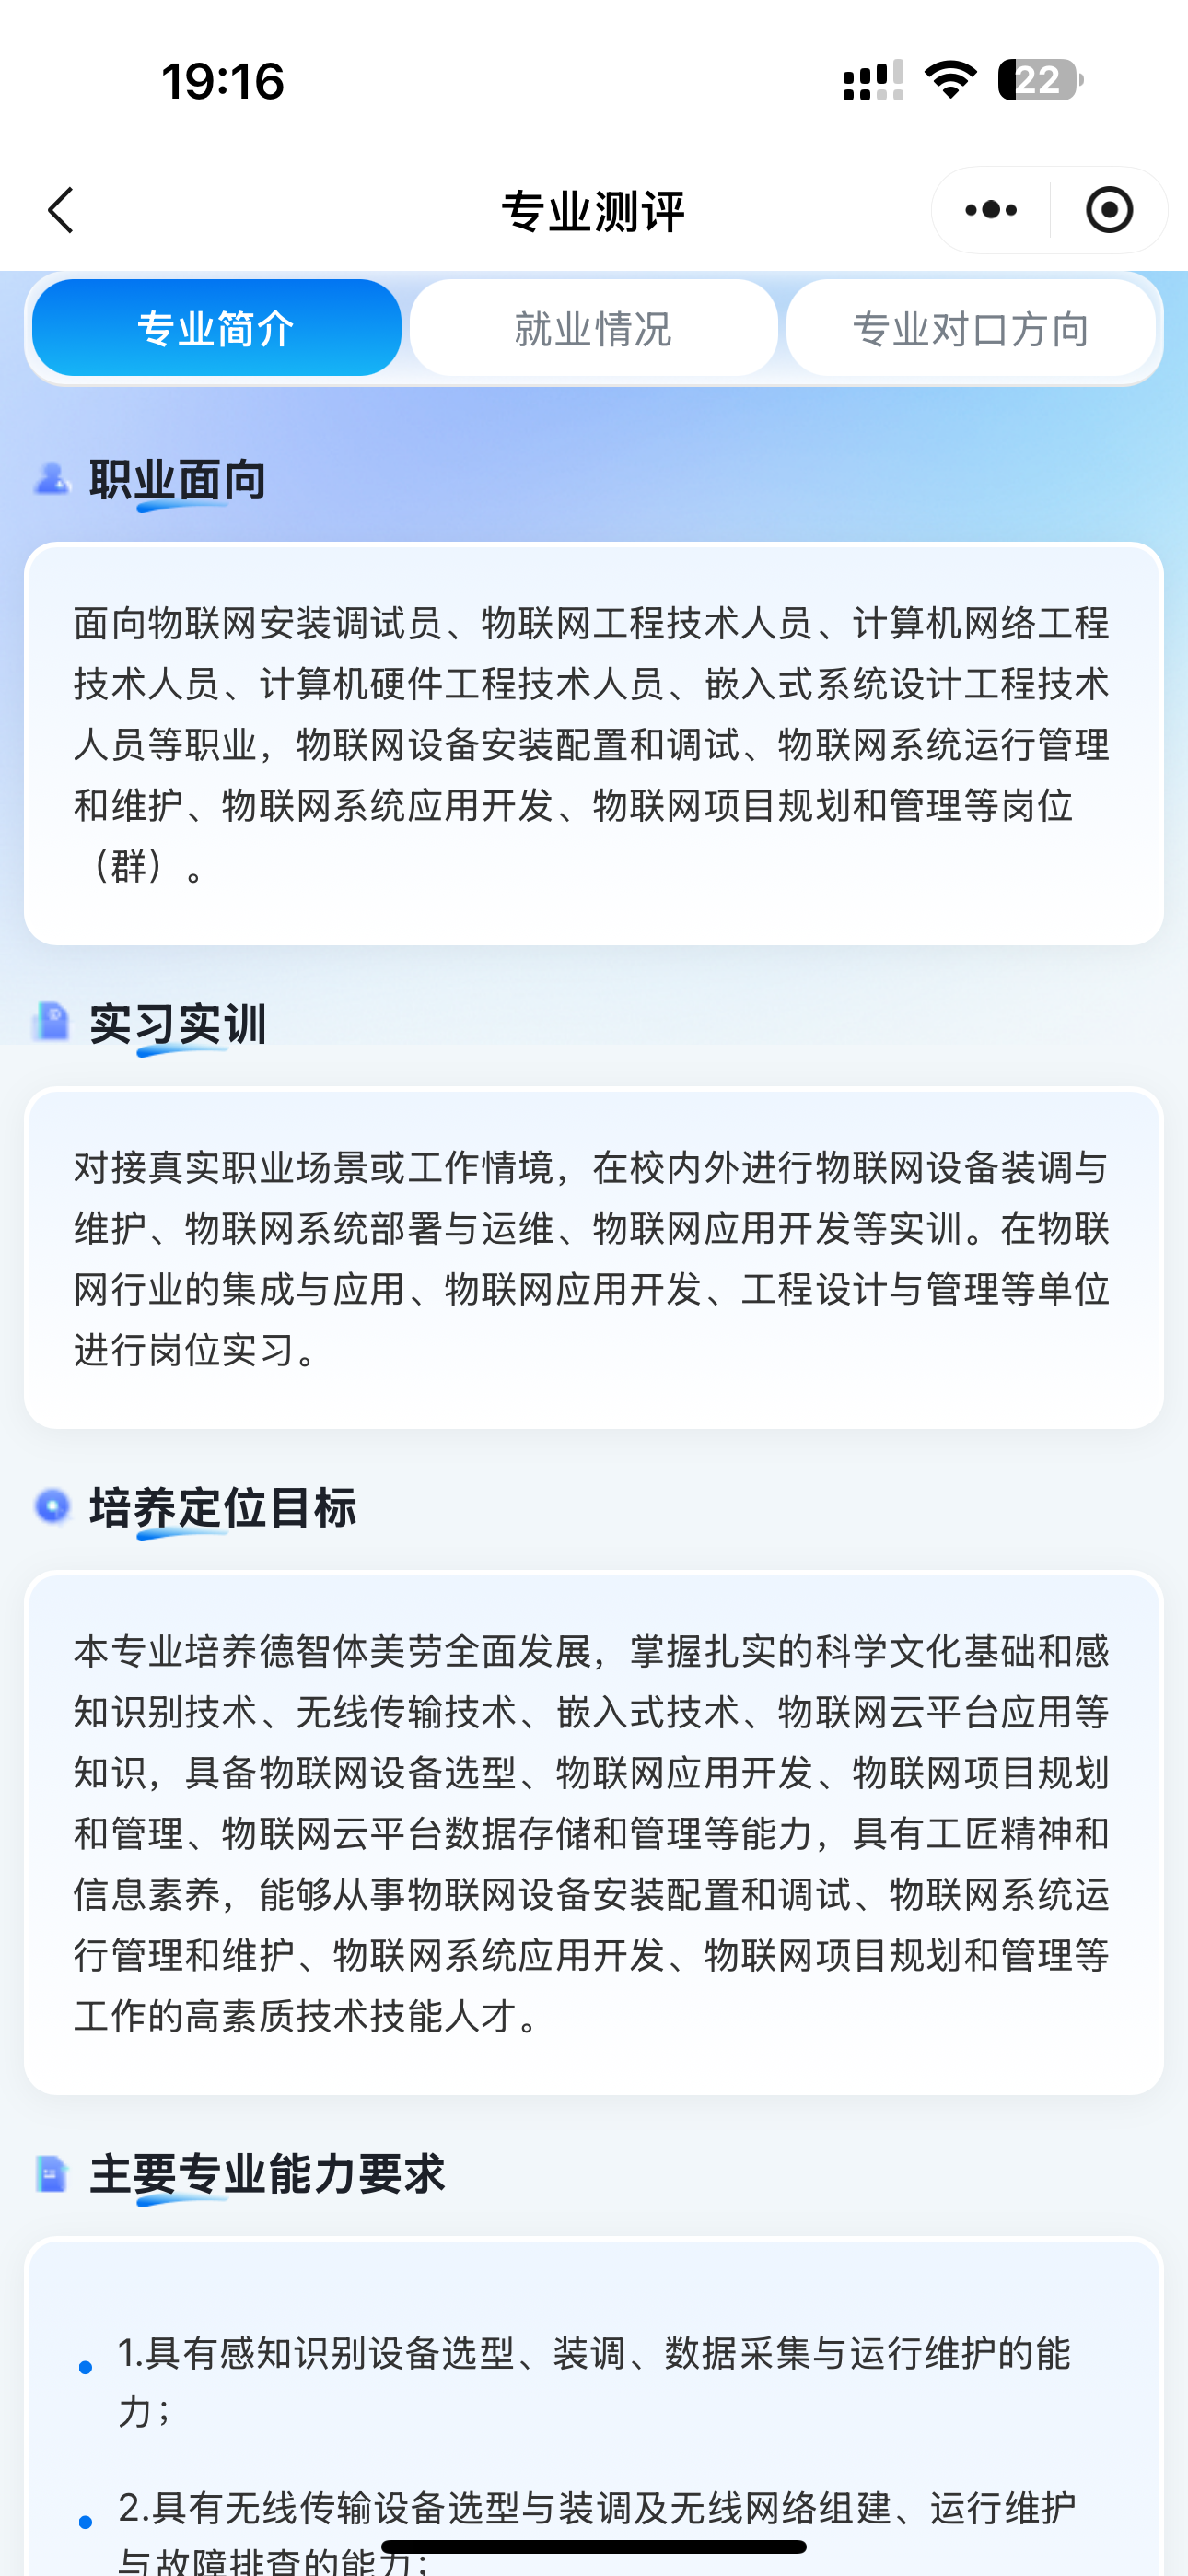 19:16
22
专业测评
专业简介
就业情况
专业对口方向
职业面向
面向物联网安装调试员、物联网工程技术人员、计算机网络工程
技术人员、计算机硬件工程技术人员、嵌入式系统设计工程技术
人员等职业，物联网设备安装配置和调试、物联网系统运行管理
和维护、物联网系统应用开发、物联网项目规划和管理等岗位
（群）。
实习实训
对接真实职业场景或工作情境，在校内外进行物联网设备装调与
维护、物联网系统部署与运维、物联网应用开发等实训。在物联
网行业的集成与应用、物联网应用开发、工程设计与管理等单位
进行岗位实习。
培养定位目标
本专业培养德智体美劳全面发展，掌握扎实的科学文化基础和感
知识别技术、无线传输技术、嵌入式技术、物联网云平台应用等
知识，具备物联网设备选型、物联网应用开发、物联网项目规划
和管理、物联网云平台数据存储和管理等能力，具有工匠精神和
信息素养，能够从事物联网设备安装配置和调试、物联网系统运
行管理和维护、物联网系统应用开发、物联网项目规划和管理等
工作的高素质技术技能人才。
主要专业能力要求
1.具有感知识别设备选型、装调、数据采集与运行维护的能
力；
2.具有无线传输设备选型与装调及无线网络组建、运行维护
与故障排查的能力；